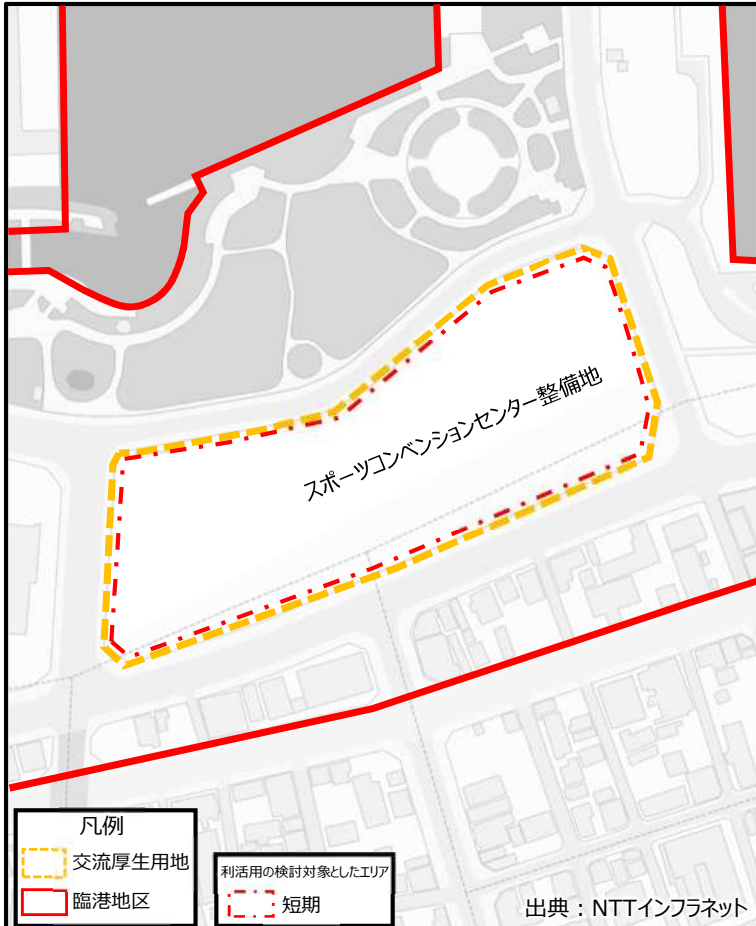 スポーツコンベンションセンター整備地
凡例
交流厚生用地
臨港地区
利活用の検討対象としたエリア
短期
出典：NTTインフラネット